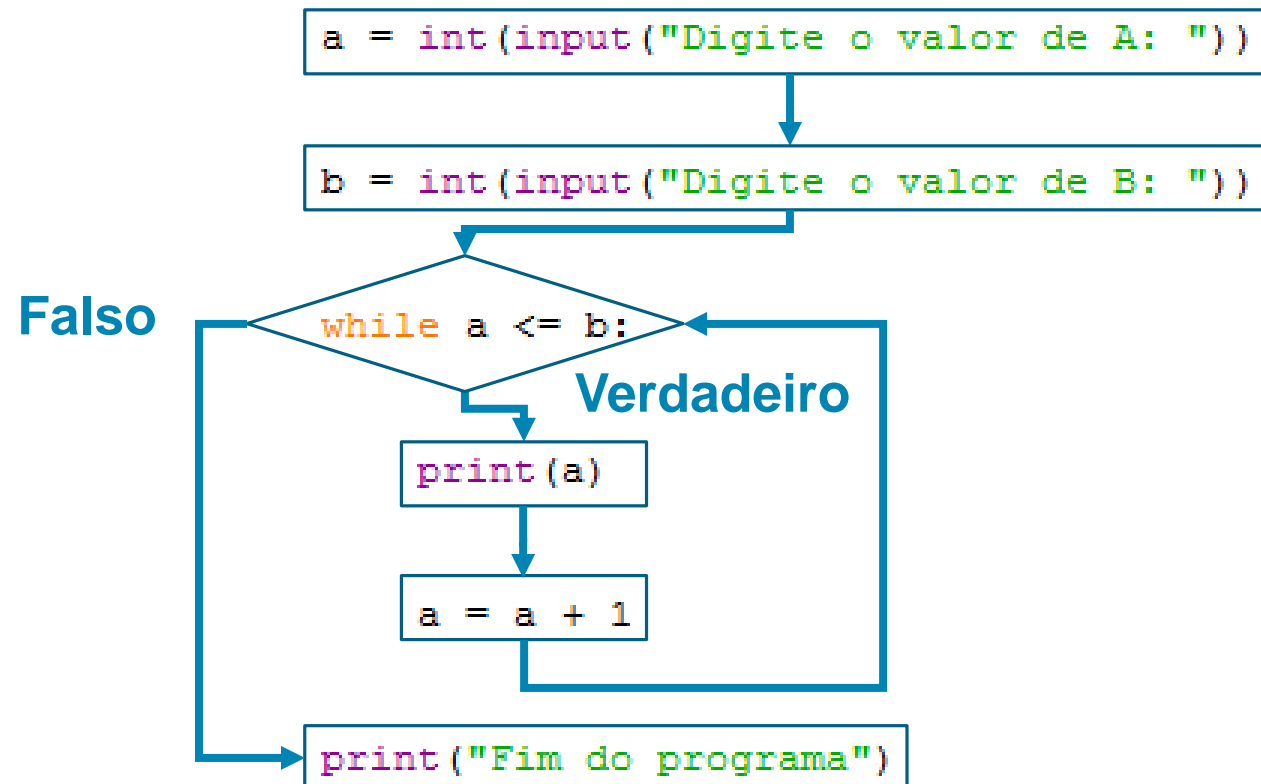 a = int(input("Digite o valor de A: "))
b = int(input("Digite o valor de B: "))
Falso
while a <= b:
Verdadeiro
print(a)
a = a + 1
print("Fim do programa")